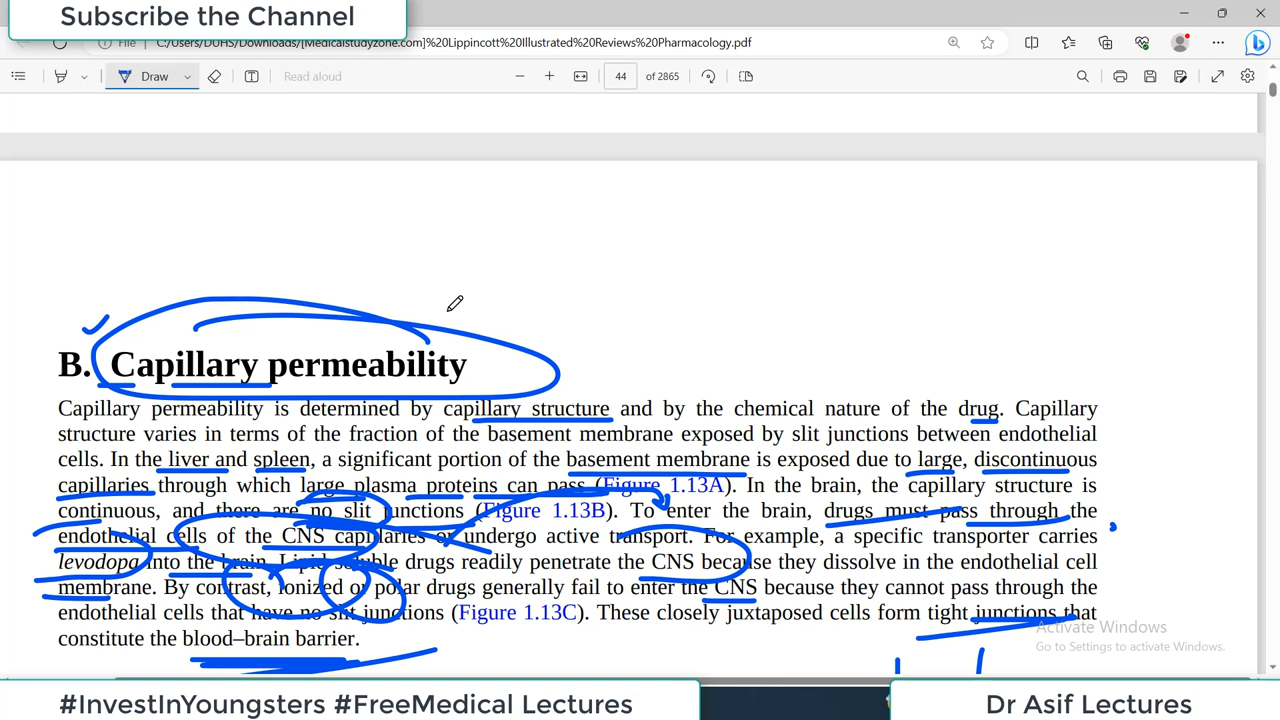 Subscribe the Channel
File C:/Users/DUHS/Downloads/[Medicalstudyzone.com]%20Lippincott%20Illustrated%20Reviews%20Pharmacology.pdf
Draw Read aloud 44 of 2865
B. Capillary permeability
Capillary permeability is determined by capillary structure and by the chemical nature of the drug. Capillary
structure varies in terms of the fraction of the basement membrane exposed by slit junctions between endothelial
cells. In the liver and spleen, a significant portion of the basement membrane is exposed due to large, discontinuous
capillaries through which large plasma proteins can pass (Figure 1.13A). In the brain, the capillary structure is
continuous, and there are no slit junctions (Figure 1.13B). To enter the brain, drugs must pass through the
endothelial cells of the CNS capillaries or undergo active transport. For example, a specific transporter carries
levodopa into the brain. Lipid-soluble drugs readily penetrate the CNS because they dissolve in the endothelial cell
membrane. By contrast, ionized or polar drugs generally fail to enter the CNS because they cannot pass through the
endothelial cells that have no slit junctions (Figure 1.13C). These closely juxtaposed cells form tight junctions that
constitute the blood–brain barrier.
Activate Windows
Go to Settings to activate Windows.
#InvestInYoungsters #FreeMedical Lectures
Dr Asif Lectures